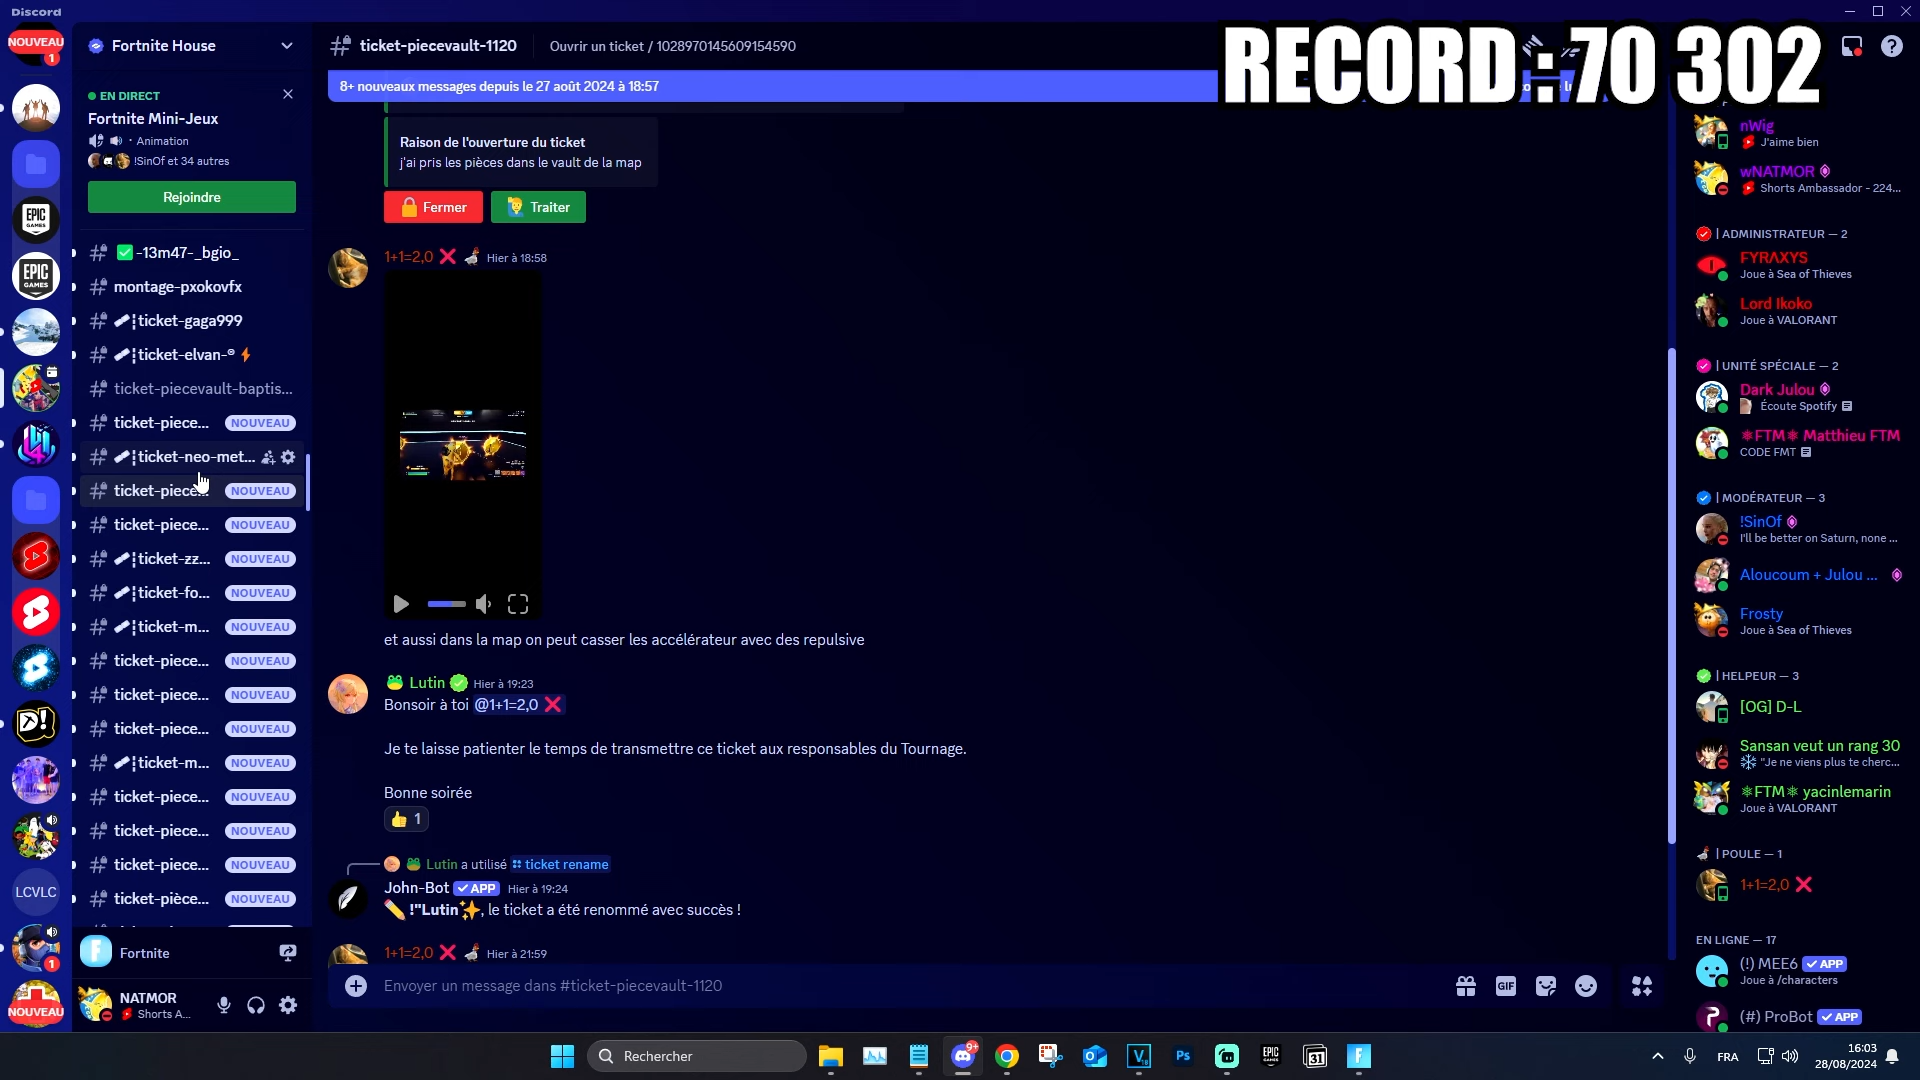 Discord
NOUVEAU
1
Fortnite House
EN DIRECT
Fortnite Mini-Jeux
Animation
!SinOf et 34 autres
Rejoindre
-13m47-_bgio_
montage-pxokovfx
ticket-gaga999
ticket-elvan-®
ticket-piecevault-baptis...
ticket-piece... NOUVEAU
ticket-neo-met...
ticket-piece... NOUVEAU
ticket-piece... NOUVEAU
ticket-zz... NOUVEAU
ticket-fo... NOUVEAU
ticket-m... NOUVEAU
ticket-piece... NOUVEAU
ticket-piece... NOUVEAU
ticket-piece... NOUVEAU
ticket-m... NOUVEAU
ticket-piece... NOUVEAU
ticket-piece... NOUVEAU
ticket-piece... NOUVEAU
ticket-pièce... NOUVEAU
EPIC GAMES
EPIC GAMES
D!
LCVLC
1
NOUVEAU
Fortnite
NATMOR
Shorts A...
ticket-piecevault-1120
Ouvrir un ticket / 1028970145609154590
RECORD : 70 302
8+ nouveaux messages depuis le 27 août 2024 à 18:57
Raison de l'ouverture du ticket
j'ai pris les pièces dans le vault de la map
Fermer
Traiter
1+1=2,0 ❌ Hier à 18:58
et aussi dans la map on peut casser les accélérateur avec des repulsive
Lutin Hier à 19:23
Bonsoir à toi @1+1=2,0 ❌
Je te laisse patienter le temps de transmettre ce ticket aux responsables du Tournage.
Bonne soirée
👍 1
Lutin a utilisé ticket rename
John-Bot ✓ APP Hier à 19:24
✏️ !"Lutin✨, le ticket a été renommé avec succès !
1+1=2,0 ❌ Hier à 21:59
Envoyer un message dans #ticket-piecevault-1120
GIF
nWig
J'aime bien
wNATMOR
Shorts Ambassador - 224...
| ADMINISTRATEUR — 2
FYRΛXYS
Joue à Sea of Thieves
Lord Ikoko
Joue à VALORANT
| UNITÉ SPÉCIALE — 2
Dark Julou
Écoute Spotify
⁕FTM⁕ Matthieu FTM
CODE FMT
| MODÉRATEUR — 3
!SinOf
I'll be better on Saturn, none ...
Aloucoum + Julou ...
Frosty
Joue à Sea of Thieves
| HELPEUR — 3
[OG] D-L
Sansan veut un rang 30
❄ "Je ne viens plus te cherc...
⁕FTM⁕ yacinlemarin
Joue à VALORANT
| POULE — 1
1+1=2,0 ❌
EN LIGNE — 17
(!) MEE6 ✓ APP
Joue à /characters
(#) ProBot ✓ APP
Rechercher
9+
Ps
EPIC
31
FRA
16:03
28/08/2024